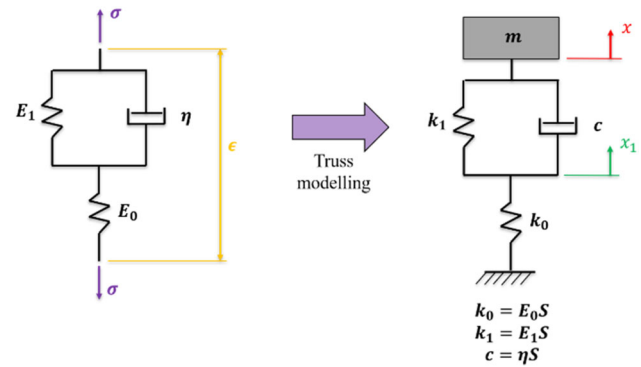 σ
E₁
η
ϵ
E₀
σ
Truss
modelling
m
x
k₁
c
x₁
k₀
k₀ = E₀S
k₁ = E₁S
c = ηS